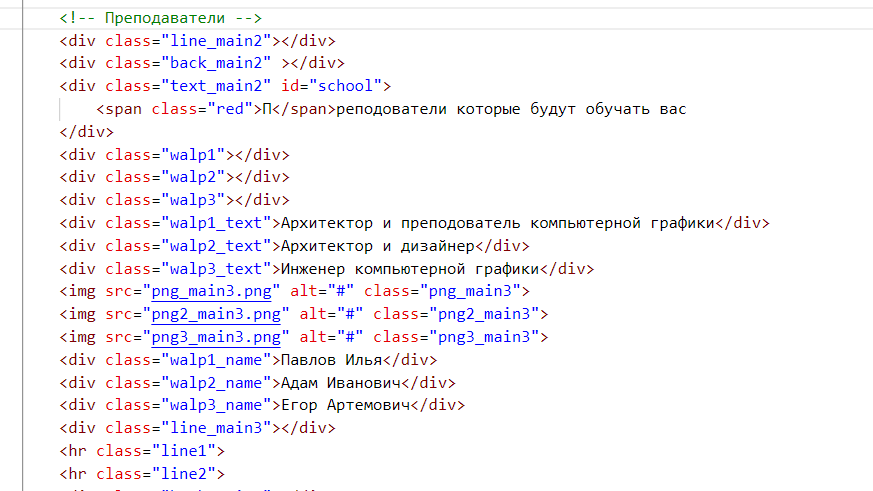 <!-- Преподаватели -->
<div class="line_main2"></div>
<div class="back_main2" ></div>
<div class="text_main2" id="school">
<span class="red">П</span>реподователи которые будут обучать вас
</div>
<div class="walp1"></div>
<div class="walp2"></div>
<div class="walp3"></div>
<div class="walp1_text">Архитектор и преподователь компьютерной графики</div>
<div class="walp2_text">Архитектор и дизайнер</div>
<div class="walp3_text">Инженер компьютерной графики</div>
<img src="png_main3.png" alt="#" class="png_main3">
<img src="png2_main3.png" alt="#" class="png2_main3">
<img src="png3_main3.png" alt="#" class="png3_main3">
<div class="walp1_name">Павлов Илья</div>
<div class="walp2_name">Адам Иванович</div>
<div class="walp3_name">Егор Артемович</div>
<div class="line_main3"></div>
<hr class="line1">
<hr class="line2">